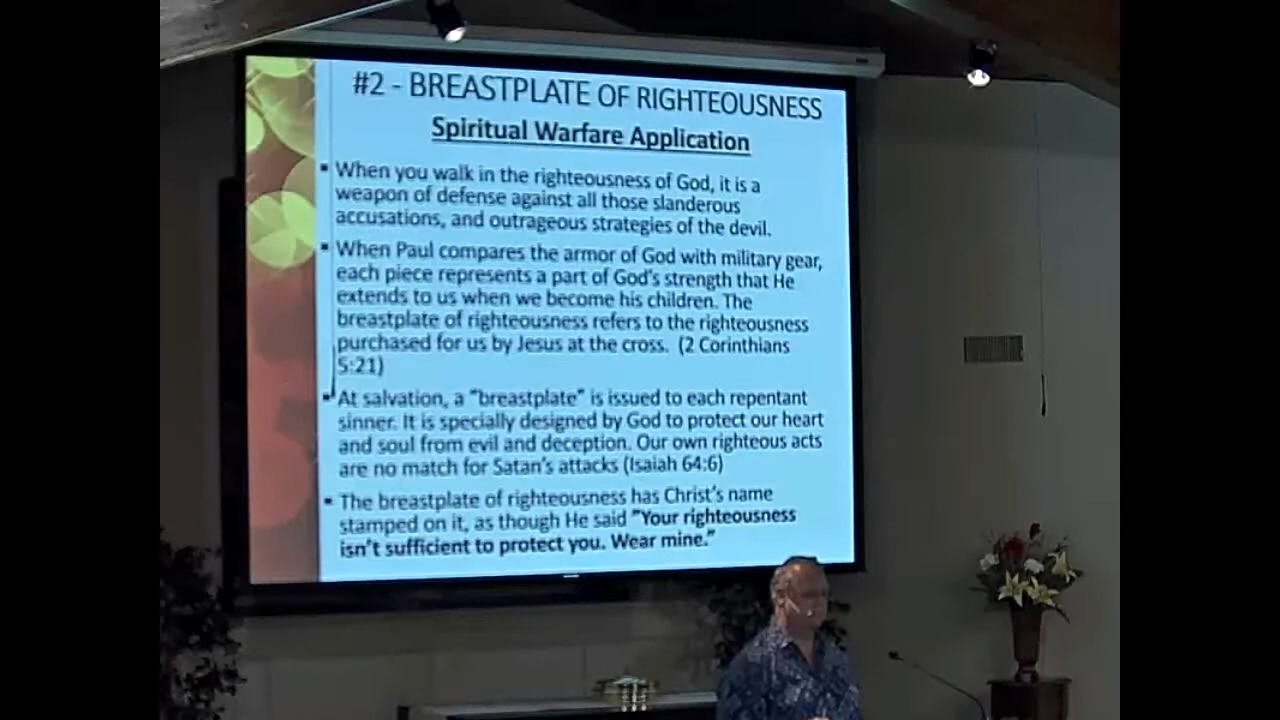 #2 - BREASTPLATE OF RIGHTEOUSNESS
Spiritual Warfare Application
▪ When you walk in the righteousness of God, it is a
weapon of defense against all those slanderous
accusations, and outrageous strategies of the devil.
▪ When Paul compares the armor of God with military gear,
each piece represents a part of God's strength that He
extends to us when we become his children. The
breastplate of righteousness refers to the righteousness
purchased for us by Jesus at the cross. (2 Corinthians
5:21)
▪ At salvation, a "breastplate" is issued to each repentant
sinner. It is specially designed by God to protect our heart
and soul from evil and deception. Our own righteous acts
are no match for Satan's attacks (Isaiah 64:6)
▪ The breastplate of righteousness has Christ's name
stamped on it, as though He said "Your righteousness
isn't sufficient to protect you. Wear mine."